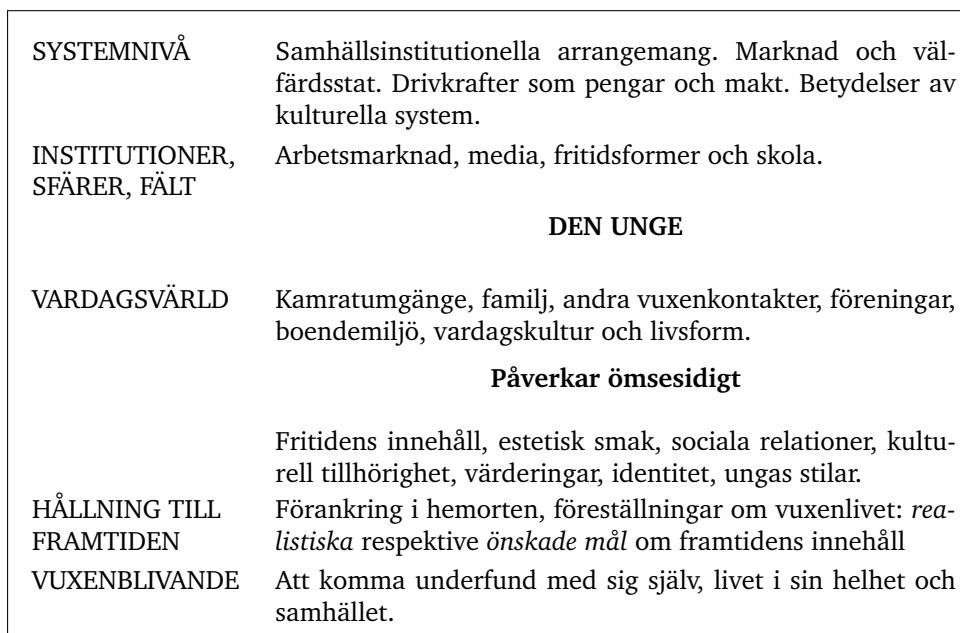 SYSTEMNIVÅ Samhällsinstitutionella arrangemang. Marknad och väl-
färdsstat. Drivkrafter som pengar och makt. Betydelser av
kulturella system.
INSTITUTIONER, Arbetsmarknad, media, fritidsformer och skola.
SFÄRER, FÄLT
DEN UNGE
VARDAGSVÄRLD Kamratumgänge, familj, andra vuxenkontakter, föreningar,
boendemiljö, vardagskultur och livsform.
Påverkar ömsesidigt
Fritidens innehåll, estetisk smak, sociala relationer, kultu-
rell tillhörighet, värderingar, identitet, ungas stilar.
HÅLLNING TILL Förankring i hemorten, föreställningar om vuxenlivet: rea-
FRAMTIDEN listiska respektive önskade mål om framtidens innehåll
VUXENBLIVANDE Att komma underfund med sig själv, livet i sin helhet och
samhället.